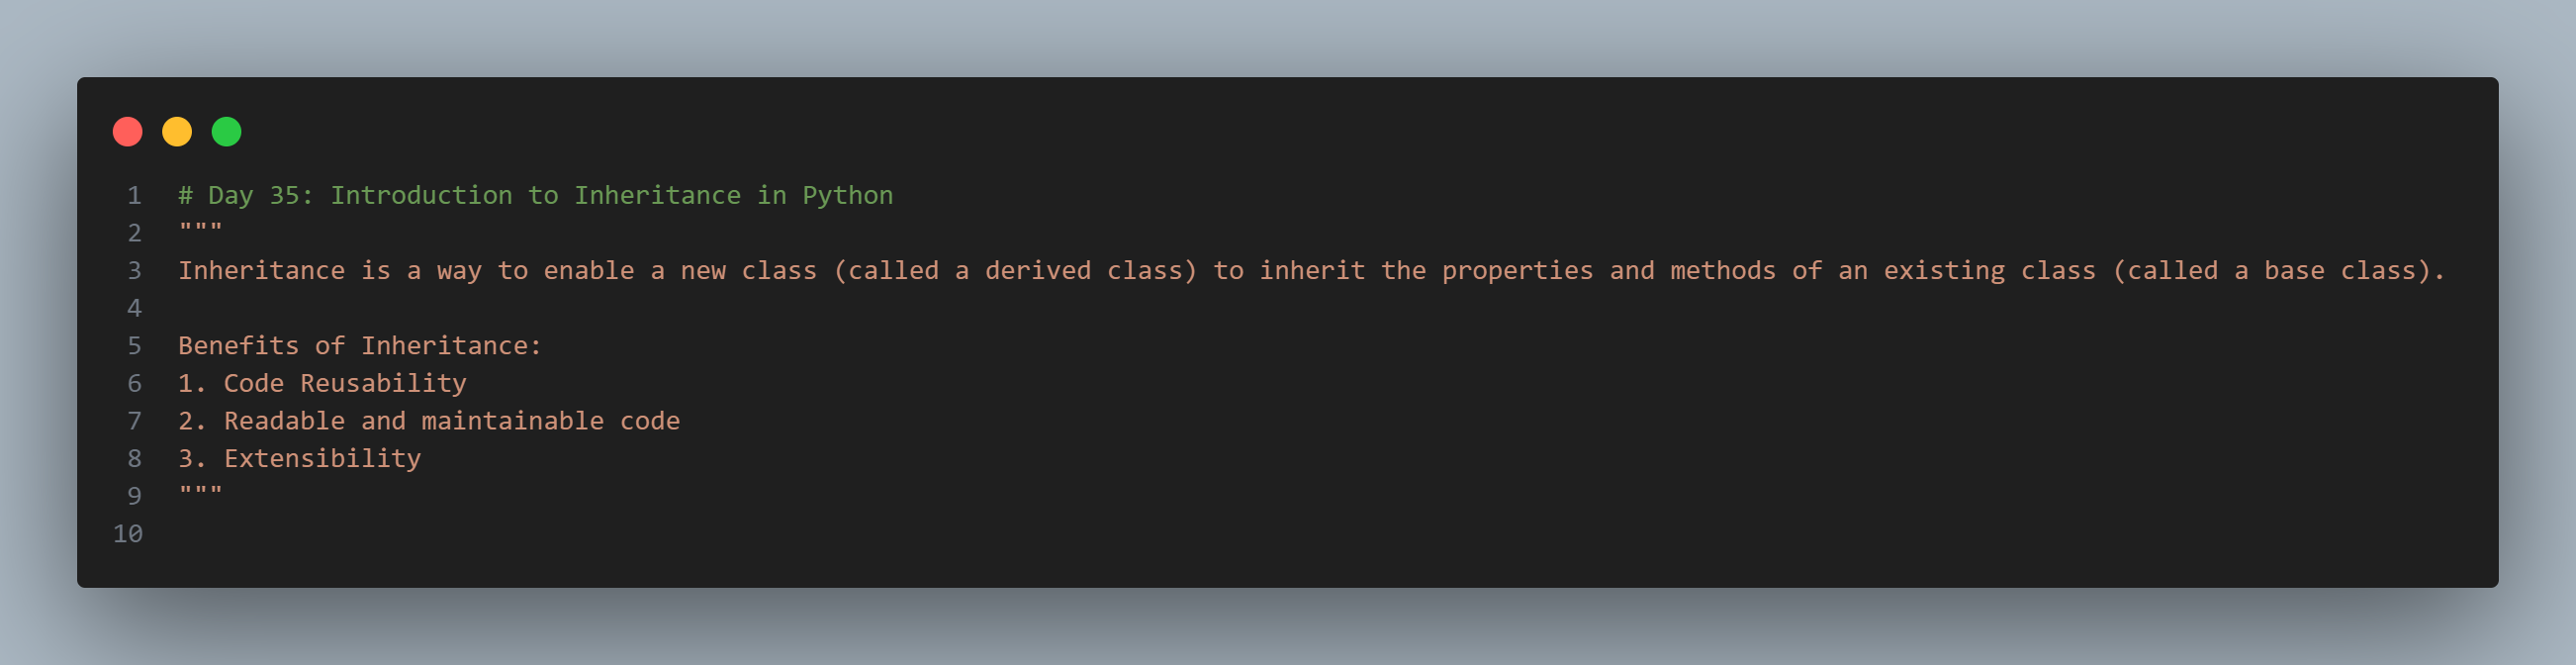 1 # Day 35: Introduction to Inheritance in Python
2 """
3 Inheritance is a way to enable a new class (called a derived class) to inherit the properties and methods of an existing class (called a base class).
4
5 Benefits of Inheritance:
6 1. Code Reusability
7 2. Readable and maintainable code
8 3. Extensibility
9 """
10